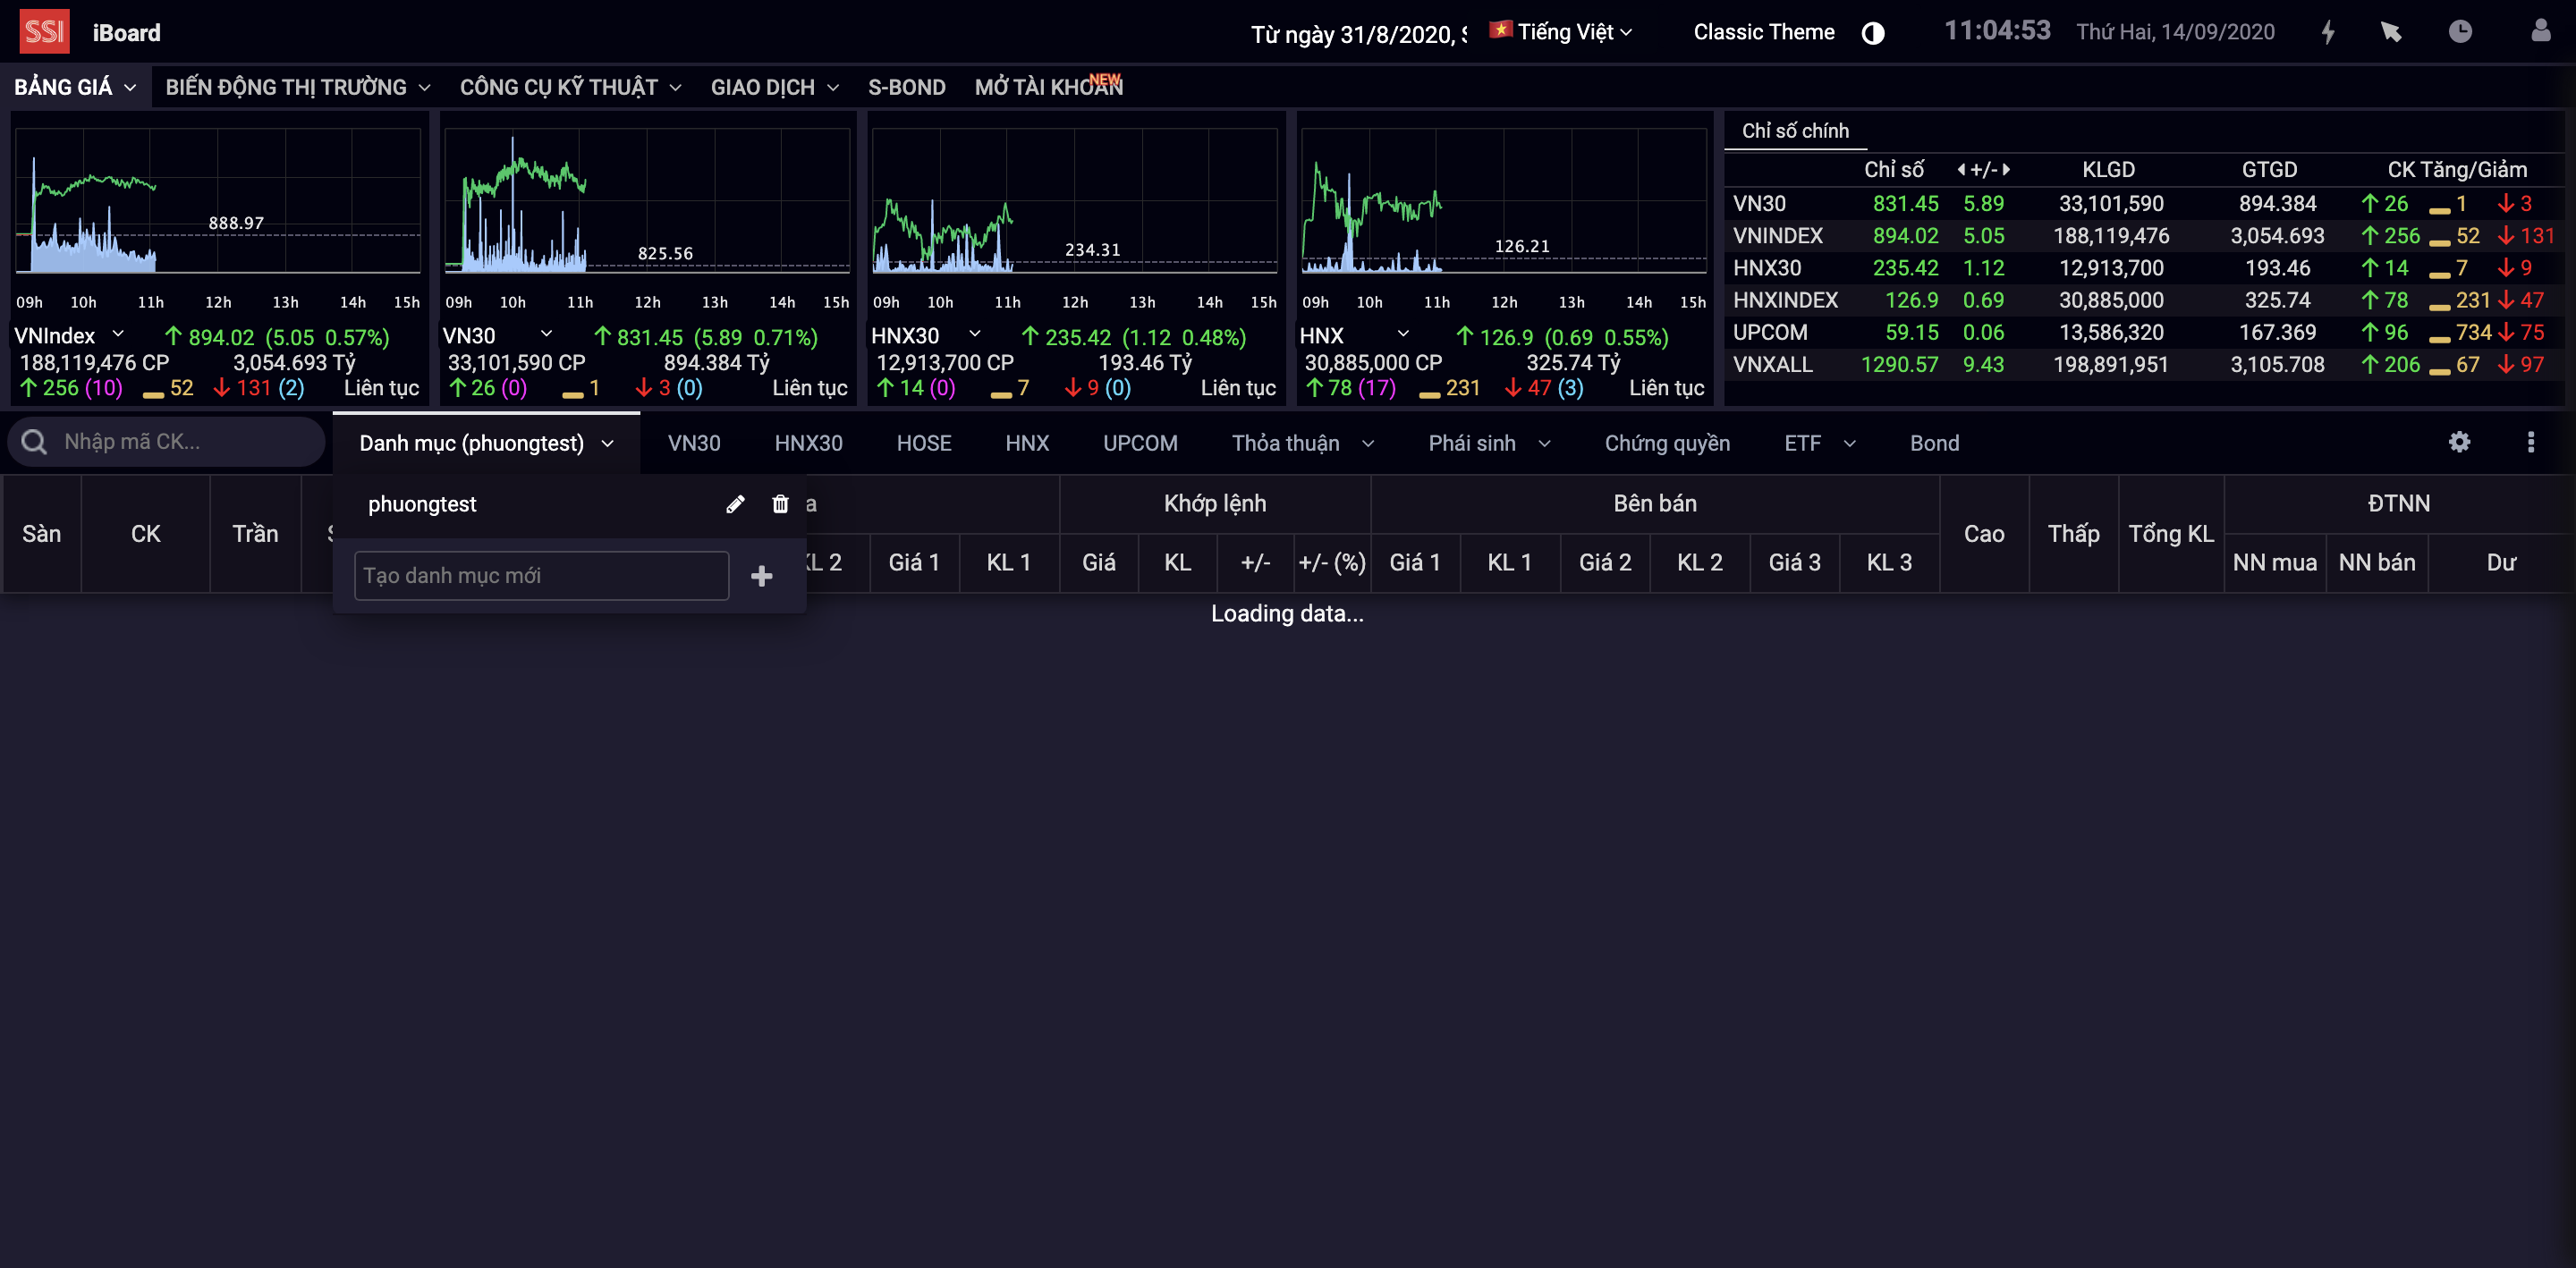 SSI iBoard Từ ngày 31/8/2020, Tiếng Việt Classic Theme 11:04:53 Thứ Hai, 14/09/2020
BẢNG GIÁ BIẾN ĐỘNG THỊ TRƯỜNG CÔNG CỤ KỸ THUẬT GIAO DỊCH S-BOND MỞ TÀI KHOẢN NEW
888.97
09h 10h 11h 12h 13h 14h 15h
VNIndex 894.02 (5.05 0.57%)
188,119,476 CP 3,054.693 Tỷ
256 (10) 52 131 (2) Liên tục
825.56
09h 10h 11h 12h 13h 14h 15h
VN30 831.45 (5.89 0.71%)
33,101,590 CP 894.384 Tỷ
26 (0) 1 3 (0) Liên tục
234.31
09h 10h 11h 12h 13h 14h 15h
HNX30 235.42 (1.12 0.48%)
12,913,700 CP 193.46 Tỷ
14 (0) 7 9 (0) Liên tục
126.21
09h 10h 11h 12h 13h 14h 15h
HNX 126.9 (0.69 0.55%)
30,885,000 CP 325.74 Tỷ
78 (17) 231 47 (3) Liên tục
Chỉ số chính
Chỉ số +/- KLGD GTGD CK Tăng/Giảm
VN30 831.45 5.89 33,101,590 894.384 26 1 3
VNINDEX 894.02 5.05 188,119,476 3,054.693 256 52 131
HNX30 235.42 1.12 12,913,700 193.46 14 7 9
HNXINDEX 126.9 0.69 30,885,000 325.74 78 231 47
UPCOM 59.15 0.06 13,586,320 167.369 96 734 75
VNXALL 1290.57 9.43 198,891,951 3,105.708 206 67 97
Nhập mã CK... Danh mục (phuongtest) VN30 HNX30 HOSE HNX UPCOM Thỏa thuận Phái sinh Chứng quyền ETF Bond
phuongtest
Tạo danh mục mới
Khớp lệnh Bên bán ĐTNN
Sàn CK Trần Cao Thấp Tổng KL
KL 2 Giá 1 KL 1 Giá KL +/- +/- (%) Giá 1 KL 1 Giá 2 KL 2 Giá 3 KL 3 NN mua NN bán Dư
Loading data...